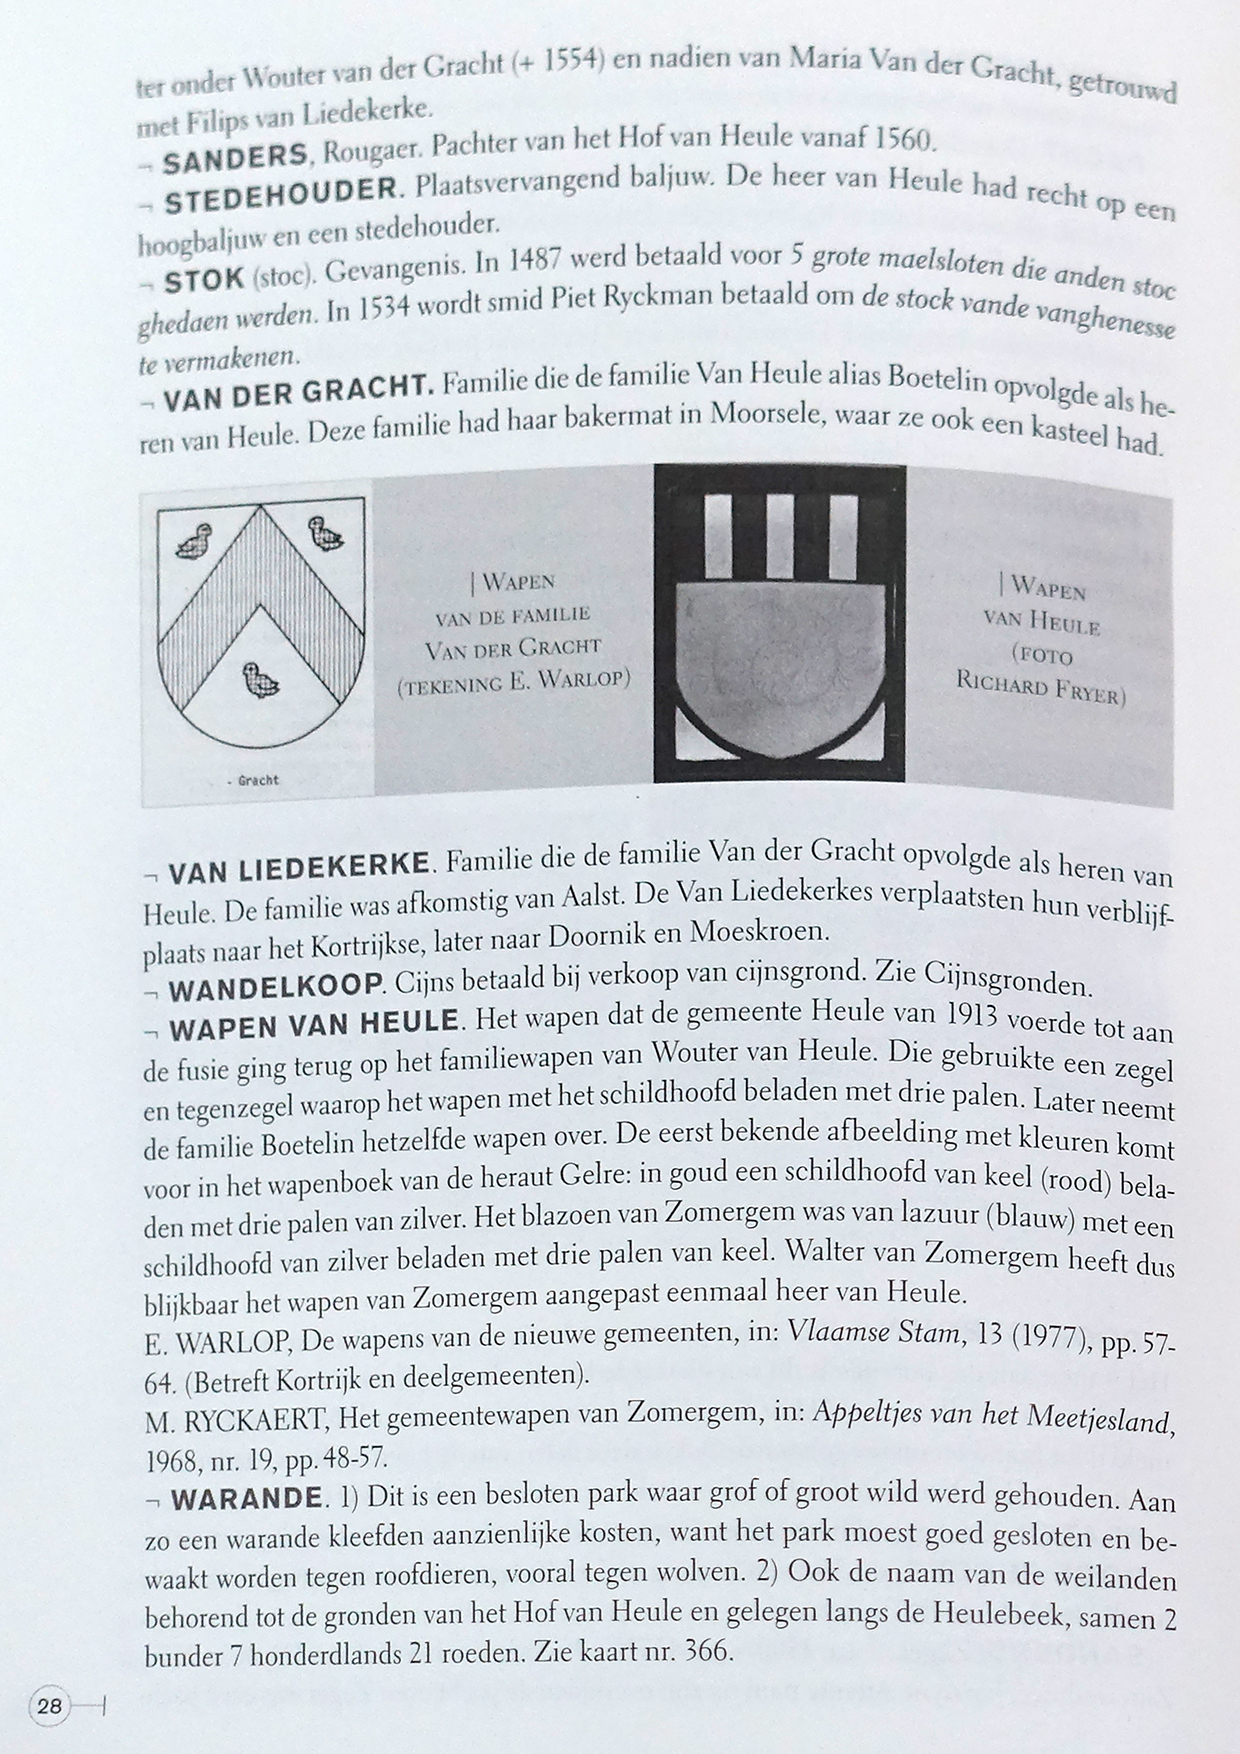 ter onder Wouter van der Gracht (+ 1554) en nadien van Maria Van der Gracht, getrouwd
met Filips van Liedekerke.
¬ SANDERS, Rougaer. Pachter van het Hof van Heule vanaf 1560.
¬ STEDEHOUDER. Plaatsvervangend baljuw. De heer van Heule had recht op een
hoogbaljuw en een stedehouder.
¬ STOK (stoc). Gevangenis. In 1487 werd betaald voor 5 grote maelsloten die anden stoc
ghedaen werden. In 1534 wordt smid Piet Ryckman betaald om de stock vande vanghenesse
te vermakenen.
¬ VAN DER GRACHT. Familie die de familie Van Heule alias Boetelin opvolgde als he-
ren van Heule. Deze familie had haar bakermat in Moorsele, waar ze ook een kasteel had.
- Gracht
| WAPEN
VAN DE FAMILIE
VAN DER GRACHT
(TEKENING E. WARLOP)
| WAPEN
VAN HEULE
(FOTO
RICHARD FRYER)
¬ VAN LIEDEKERKE. Familie die de familie Van der Gracht opvolgde als heren van
Heule. De familie was afkomstig van Aalst. De Van Liedekerkes verplaatsten hun verblijf-
plaats naar het Kortrijkse, later naar Doornik en Moeskroen.
¬ WANDELKOOP. Cijns betaald bij verkoop van cijnsgrond. Zie Cijnsgronden.
¬ WAPEN VAN HEULE. Het wapen dat de gemeente Heule van 1913 voerde tot aan
de fusie ging terug op het familiewapen van Wouter van Heule. Die gebruikte een zegel
en tegenzegel waarop het wapen met het schildhoofd beladen met drie palen. Later neemt
de familie Boetelin hetzelfde wapen over. De eerst bekende afbeelding met kleuren komt
voor in het wapenboek van de heraut Gelre: in goud een schildhoofd van keel (rood) bela-
den met drie palen van zilver. Het blazoen van Zomergem was van lazuur (blauw) met een
schildhoofd van zilver beladen met drie palen van keel. Walter van Zomergem heeft dus
blijkbaar het wapen van Zomergem aangepast eenmaal heer van Heule.
E. WARLOP, De wapens van de nieuwe gemeenten, in: Vlaamse Stam, 13 (1977), pp. 57-
64. (Betreft Kortrijk en deelgemeenten).
M. RYCKAERT, Het gemeentewapen van Zomergem, in: Appeltjes van het Meetjesland,
1968, nr. 19, pp. 48-57.
¬ WARANDE. 1) Dit is een besloten park waar grof of groot wild werd gehouden. Aan
zo een warande kleefden aanzienlijke kosten, want het park moest goed gesloten en be-
waakt worden tegen roofdieren, vooral tegen wolven. 2) Ook de naam van de weilanden
behorend tot de gronden van het Hof van Heule en gelegen langs de Heulebeek, samen 2
bunder 7 honderdlands 21 roeden. Zie kaart nr. 366.
28